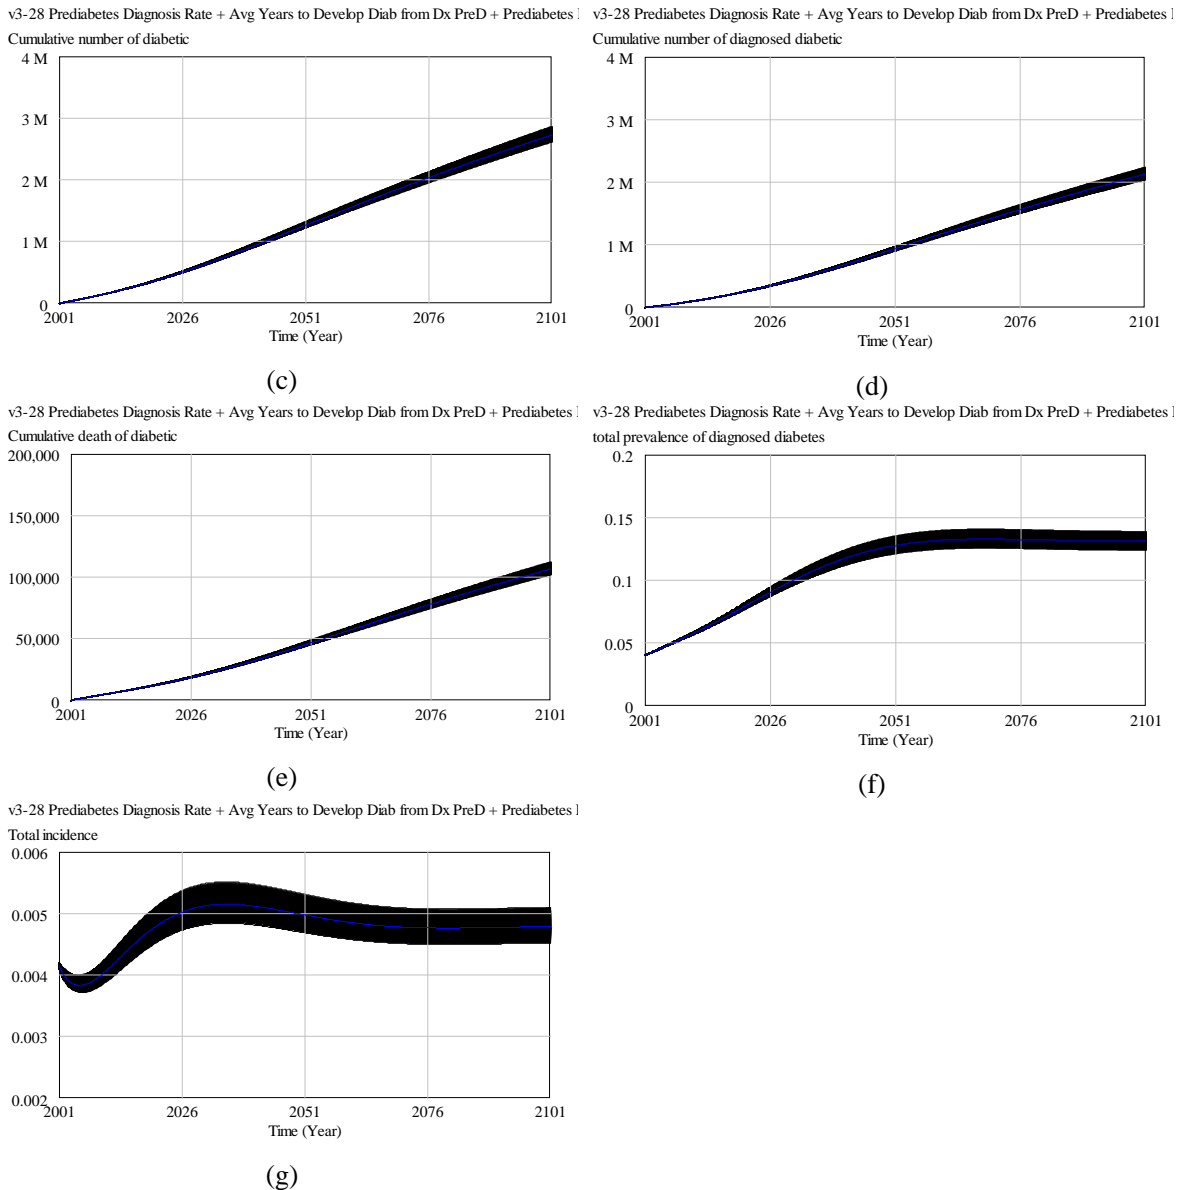 v3-28 Prediabetes Diagnosis Rate + Avg Years to Develop Diab from Dx PreD + Prediabetes
Cumulative number of diabetic
4 M
3 M
2 M
1 M
0
2001 2026 2051 2076 2101
Time (Year)
(c)
v3-28 Prediabetes Diagnosis Rate + Avg Years to Develop Diab from Dx PreD + Prediabetes
Cumulative number of diagnosed diabetic
4 M
3 M
2 M
1 M
0
2001 2026 2051 2076 2101
Time (Year)
(d)
v3-28 Prediabetes Diagnosis Rate + Avg Years to Develop Diab from Dx PreD + Prediabetes
Cumulative death of diabetic
200,000
150,000
100,000
50,000
0
2001 2026 2051 2076 2101
Time (Year)
(e)
v3-28 Prediabetes Diagnosis Rate + Avg Years to Develop Diab from Dx PreD + Prediabetes
total prevalence of diagnosed diabetes
0.2
0.15
0.1
0.05
0
2001 2026 2051 2076 2101
Time (Year)
(f)
v3-28 Prediabetes Diagnosis Rate + Avg Years to Develop Diab from Dx PreD + Prediabetes
Total incidence
0.006
0.005
0.004
0.003
0.002
2001 2026 2051 2076 2101
Time (Year)
(g)